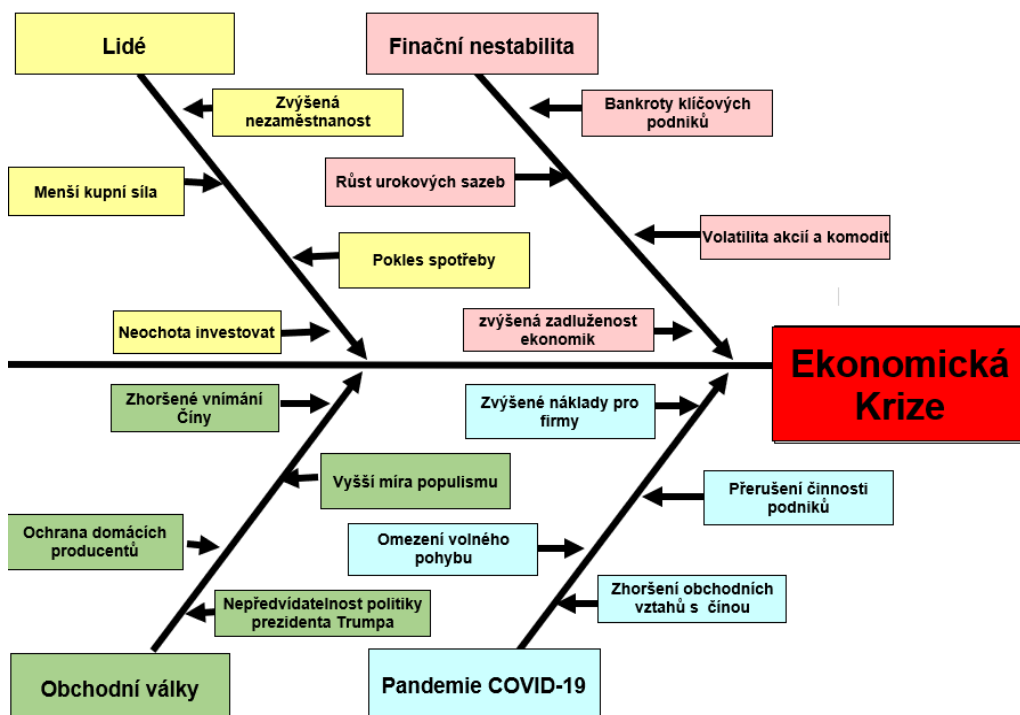 Lidé
Finační nestabilita
Zvýšená
nezaměstnanost
Bankroty klíčových
podniků
Menší kupní síla
Růst urokových sazeb
Volatilita akcií a komodit
Pokles spotřeby
Neochota investovat
zvýšená zadluženost
ekonomik
Ekonomická
Krize
Zhoršené vnímání
Číny
Zvýšené náklady pro
firmy
Vyšší míra populismu
Přerušení činnosti
podniků
Ochrana domácích
producentů
Omezení volného
pohybu
Nepředvídatelnost politiky
prezidenta Trumpa
Zhoršení obchodních
vztahů s čínou
Obchodní války
Pandemie COVID-19